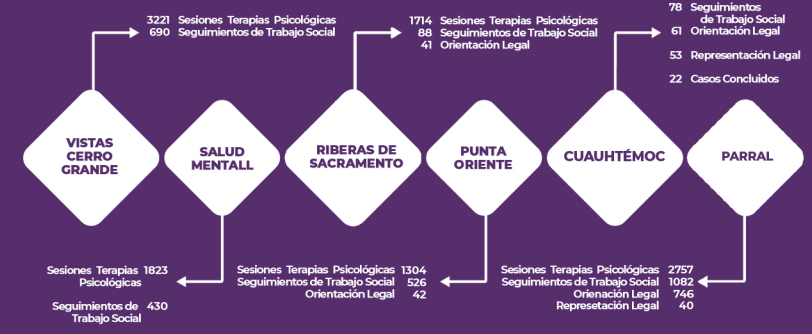 3221 Sesiones Terapias Psicológicas
690 Seguimientos de Trabajo Social
1714 Sesiones Terapias Psicológicas
88 Seguimientos de Trabajo Social
41 Orientación Legal
78 Seguimientos
de Trabajo Social
61 Orientación Legal
53 Representación Legal
22 Casos Concluidos
VISTAS
CERRO
GRANDE
SALUD
MENTALL
RIBERAS DE
SACRAMENTO
PUNTA
ORIENTE
CUAUHTÉMOC
PARRAL
Sesiones Terapias 1823
Psicológicas
Seguimientos de 430
Trabajo Social
Sesiones Terapias Psicológicas 1304
Seguimientos de Trabajo Social 526
Orientación Legal 42
Sesiones Terapias Psicológicas 2757
Seguimientos de Trabajo Social 1082
Orienación Legal 746
Represetación Legal 40